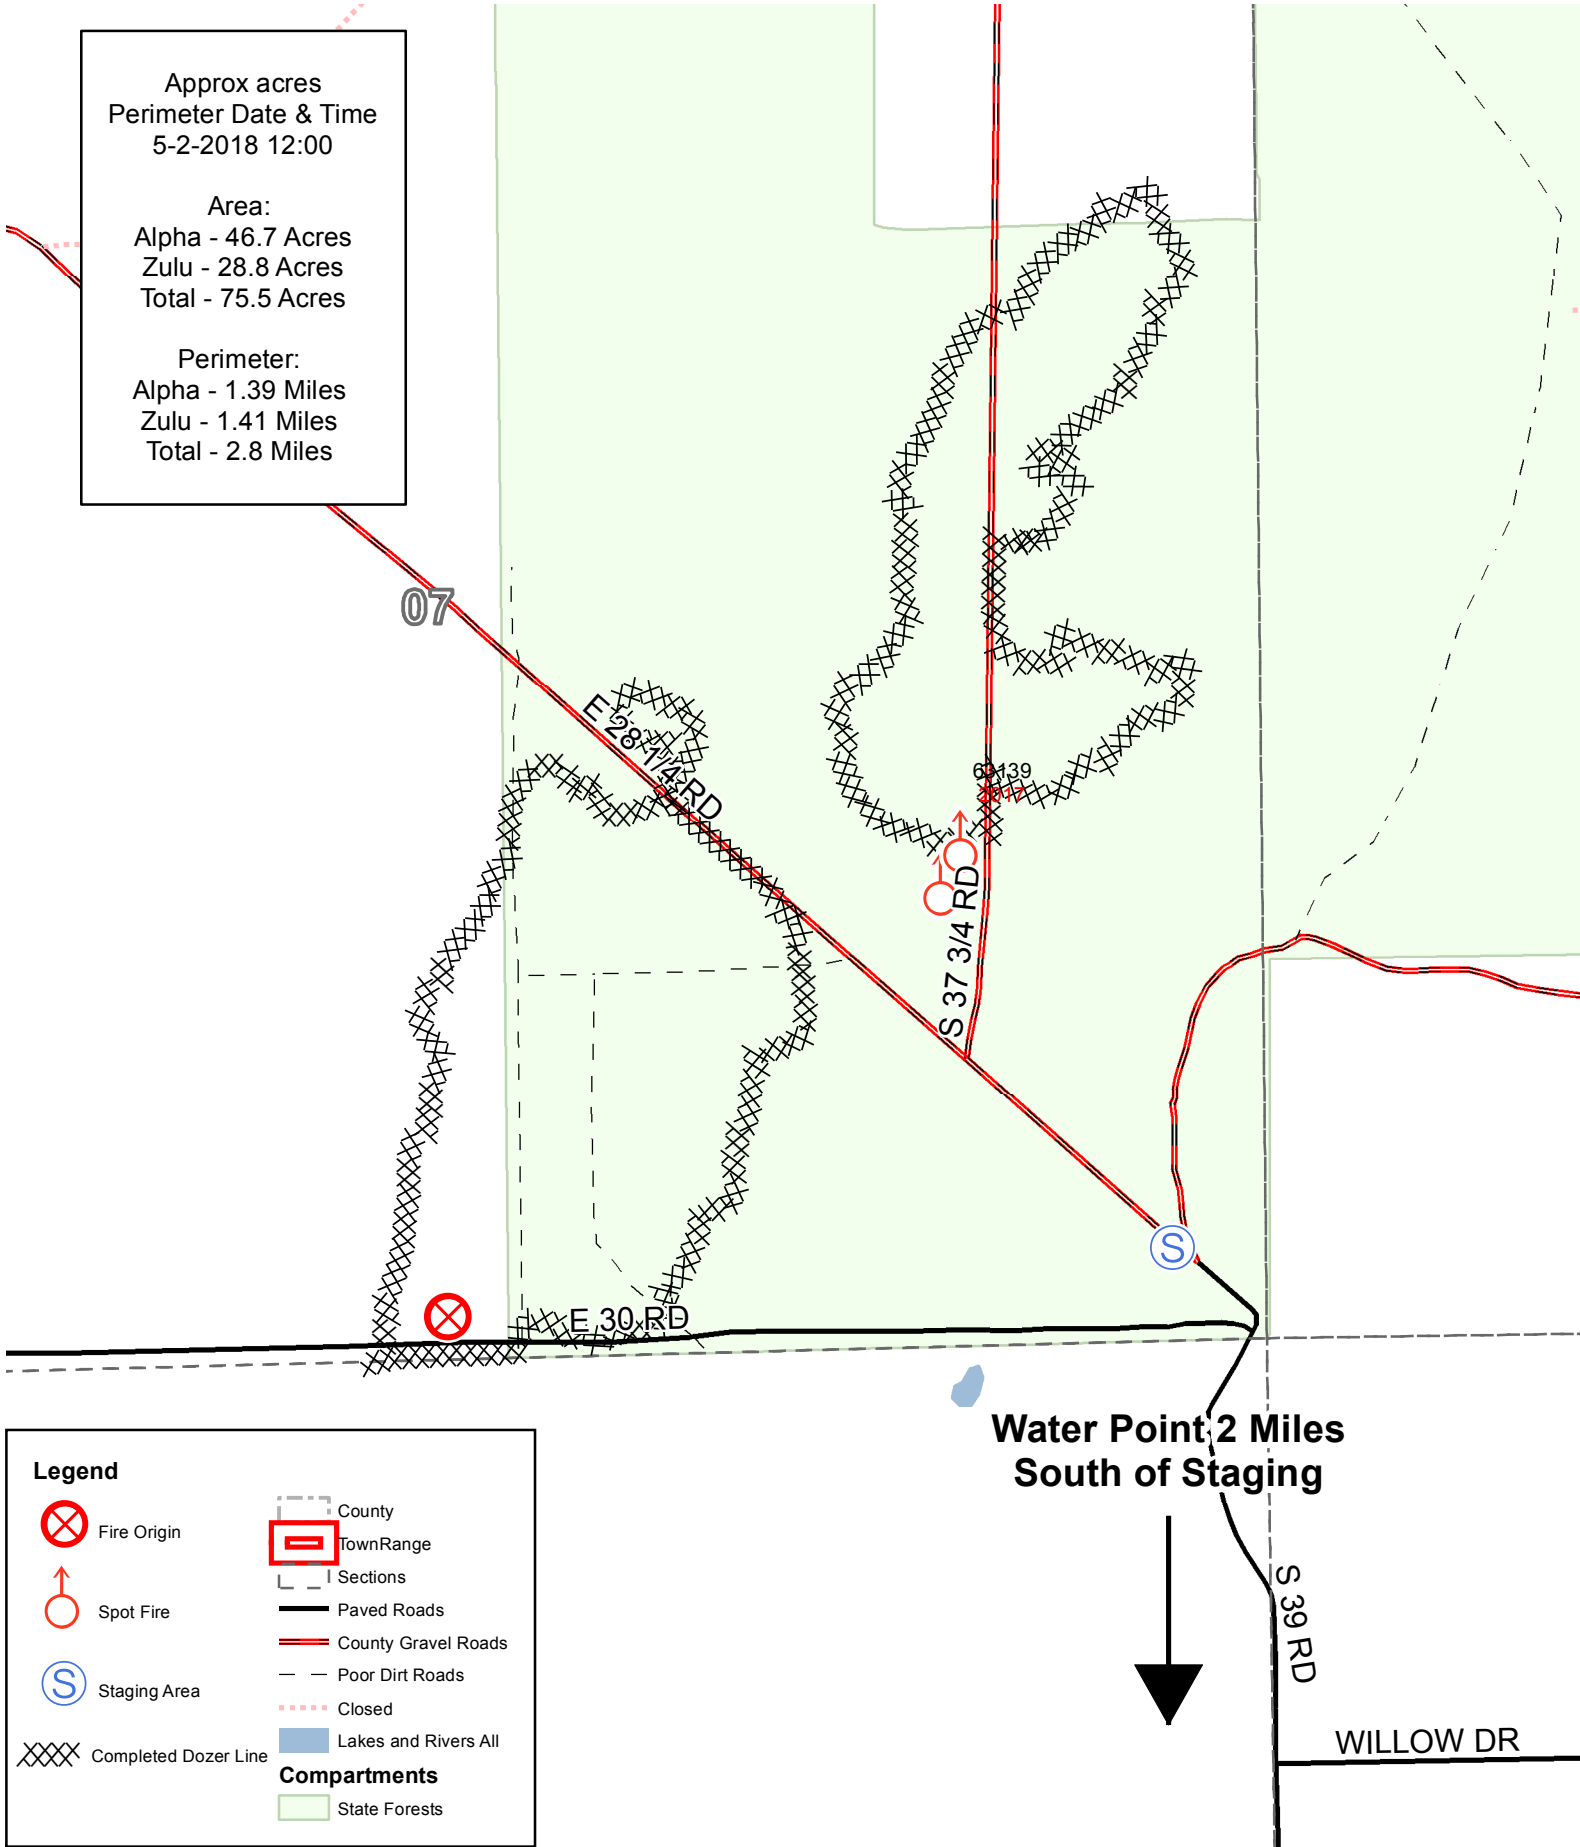 Approx acres
Perimeter Date & Time
5-2-2018 12:00
Area:
Alpha - 46.7 Acres
Zulu - 28.8 Acres
Total - 75.5 Acres
Perimeter:
Alpha - 1.39 Miles
Zulu - 1.41 Miles
Total - 2.8 Miles
07
E 28 1/4 RD
63139
2017
S 37 3/4 RD
S
E 30 RD
Water Point 2 Miles
South of Staging
S 39 RD
WILLOW DR
Legend
Fire Origin
Spot Fire
S Staging Area
Completed Dozer Line
County
TownRange
Sections
Paved Roads
County Gravel Roads
Poor Dirt Roads
Closed
Lakes and Rivers All
Compartments
State Forests